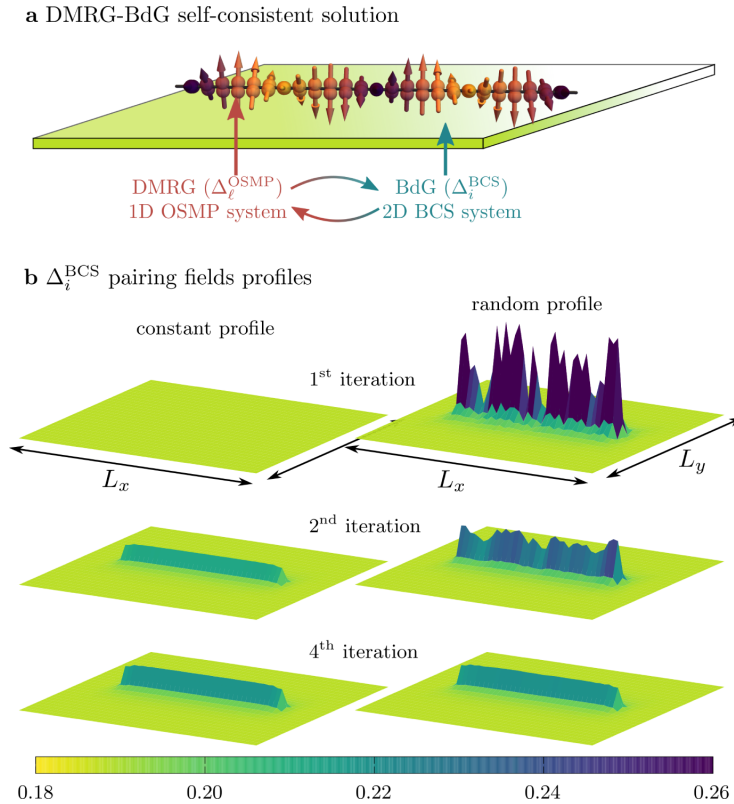 a DMRG-BdG self-consistent solution
DMRG (Δ_ℓ^OSMP)
1D OSMP system
BdG (Δ_i^BCS)
2D BCS system
b Δ_i^BCS pairing fields profiles
constant profile
random profile
1st iteration
L_x
L_x
L_y
2nd iteration
4th iteration
0.18 0.20 0.22 0.24 0.26